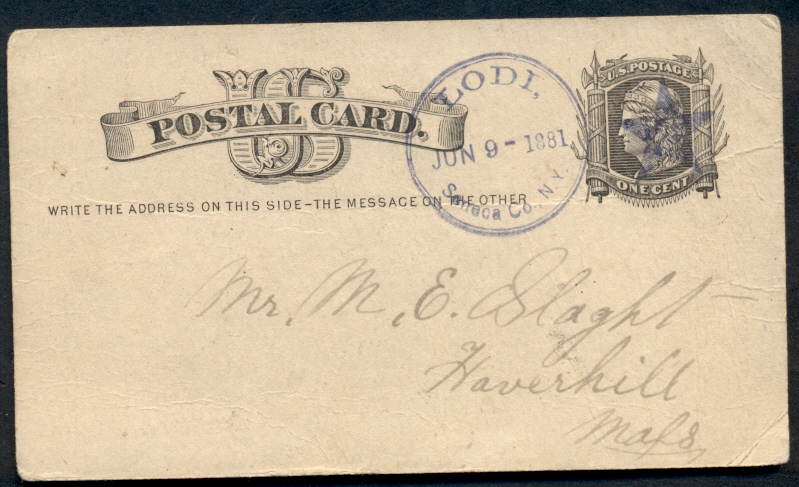 US
POSTAL CARD.
LODI,
JUN 9 - 1881
Seneca Co. N.Y.
U.S. POSTAGE
ONE CENT
WRITE THE ADDRESS ON THIS SIDE—THE MESSAGE ON THE OTHER
Mr. M. E. Slaght
Haverhill
Mass